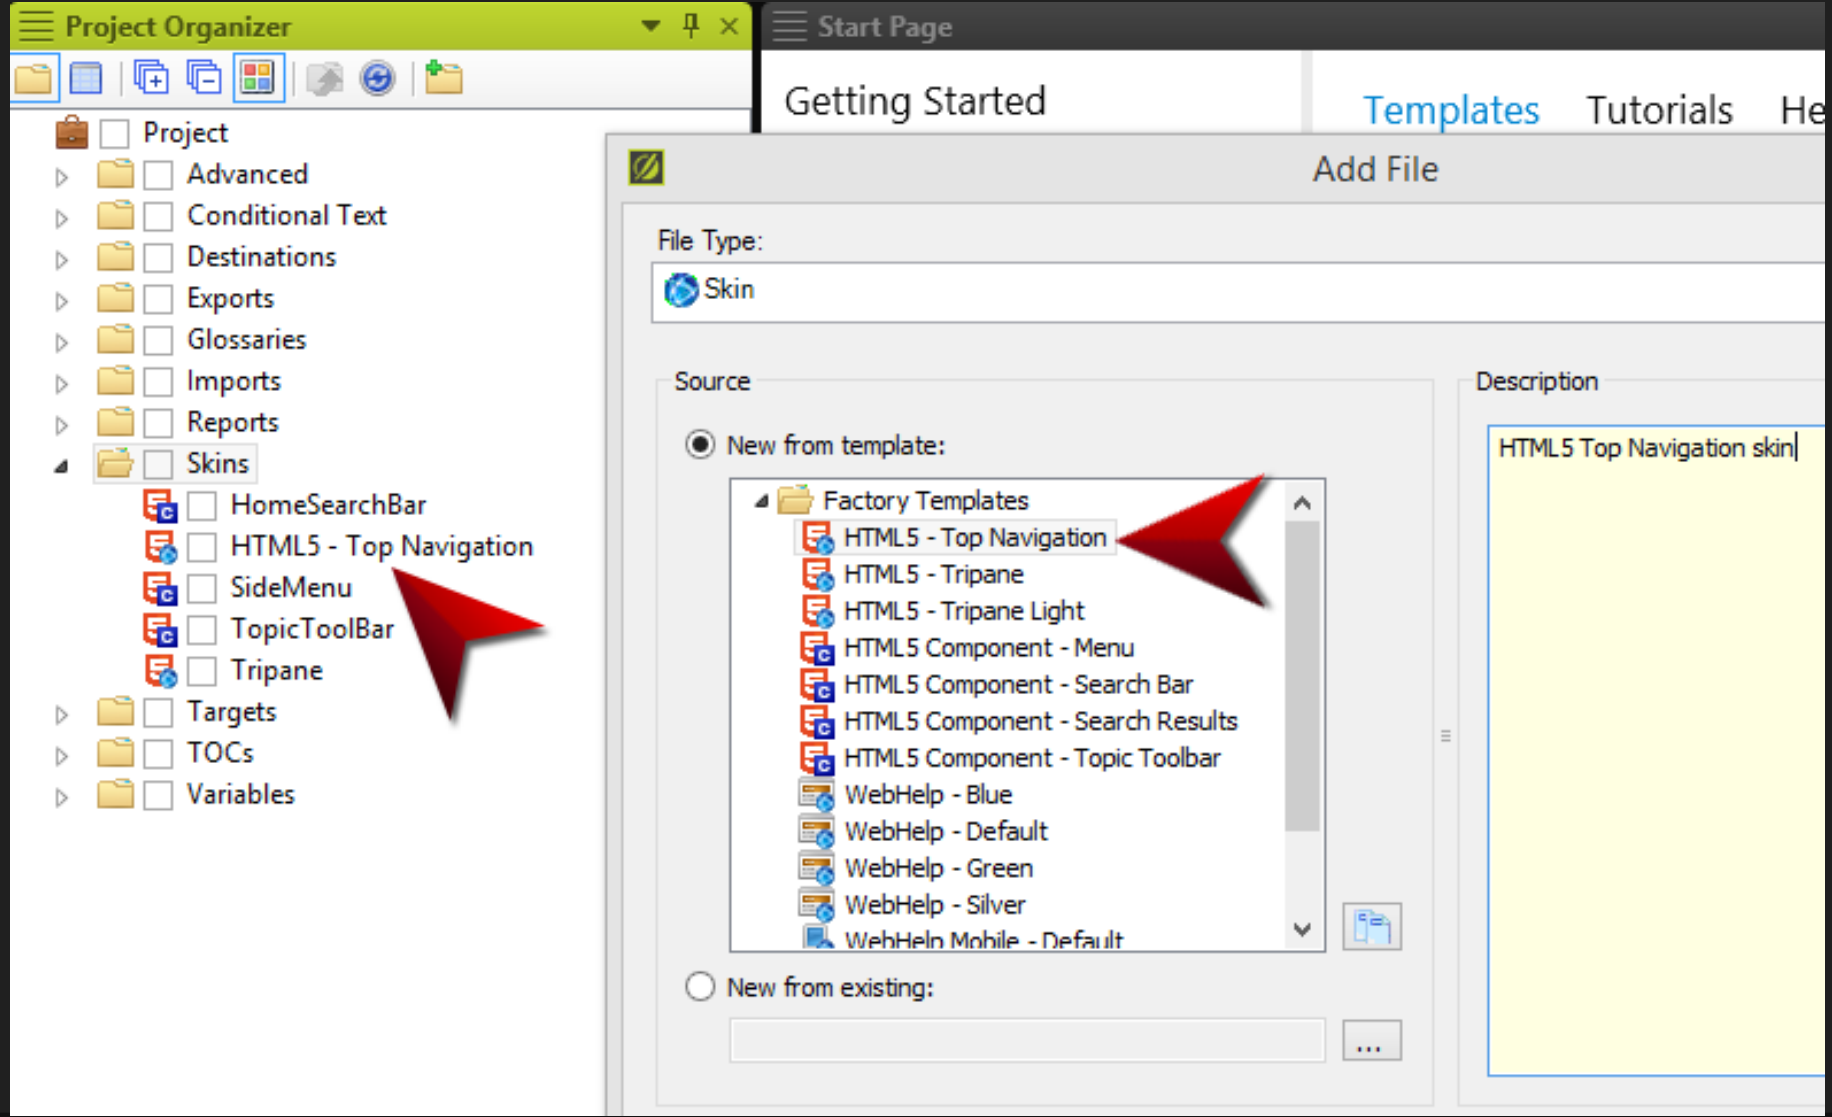 Project Organizer
Start Page
Getting Started
Templates Tutorials He
Project
Advanced
Conditional Text
Destinations
Exports
Glossaries
Imports
Reports
Skins
HomeSearchBar
HTML5 - Top Navigation
SideMenu
TopicToolBar
Tripane
Targets
TOCs
Variables
Add File
File Type:
Skin
Source
New from template:
Factory Templates
HTML5 - Top Navigation
HTML5 - Tripane
HTML5 - Tripane Light
HTML5 Component - Menu
HTML5 Component - Search Bar
HTML5 Component - Search Results
HTML5 Component - Topic Toolbar
WebHelp - Blue
WebHelp - Default
WebHelp - Green
WebHelp - Silver
WebHelp Mobile - Default
New from existing:
...
Description
HTML5 Top Navigation skin